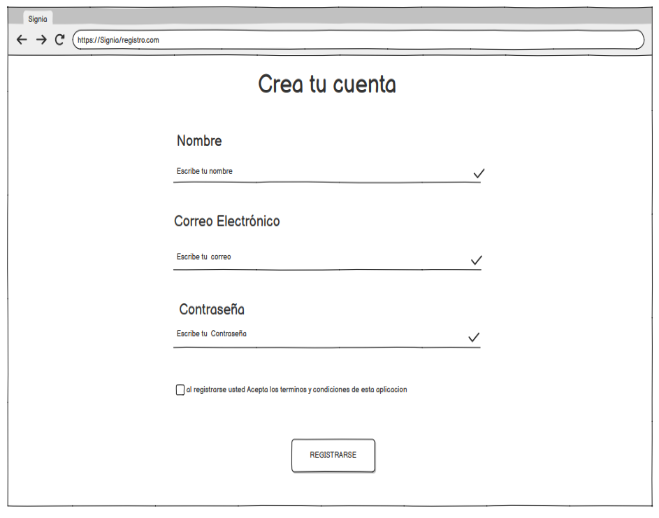 Signia
https://Signia/registro.com
Crea tu cuenta
Nombre
Escribe tu nombre
Correo Electrónico
Escribe tu correo
Contraseña
Escribe tu Contraseña
al registrarse usted Acepta los terminos y condiciones de esta aplicacion
REGISTRARSE